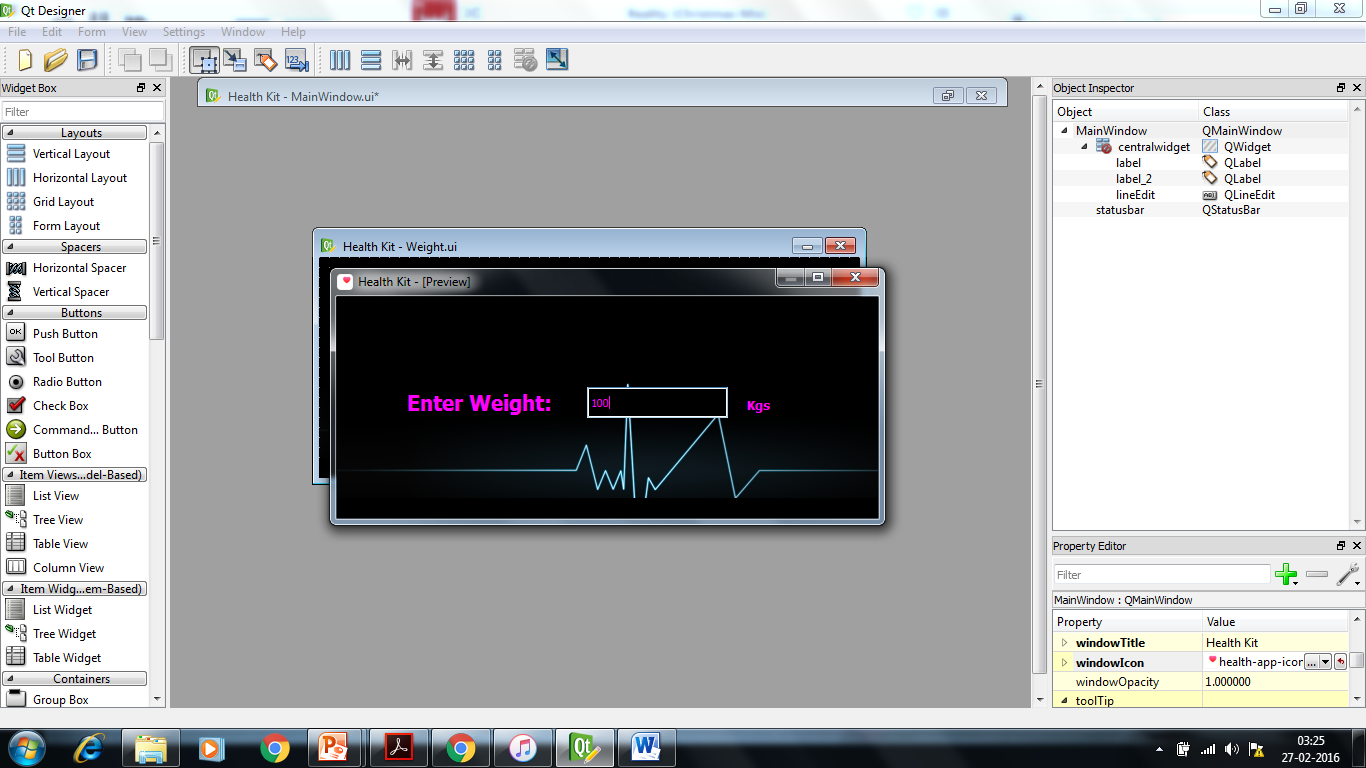 Qt Designer
File Edit Form View Settings Window Help
Widget Box
Filter
Layouts
Vertical Layout
Horizontal Layout
Grid Layout
Form Layout
Spacers
Horizontal Spacer
Vertical Spacer
Buttons
OK Push Button
Tool Button
Radio Button
Check Box
Command... Button
Button Box
Item Views...del-Based)
List View
Tree View
Table View
Column View
Item Widg...em-Based)
List Widget
Tree Widget
Table Widget
Containers
Group Box
Health Kit - MainWindow.ui*
Health Kit - Weight.ui
Health Kit - [Preview]
Enter Weight: 100 Kgs
Object Inspector
Object Class
MainWindow QMainWindow
centralwidget QWidget
label QLabel
label_2 QLabel
lineEdit QLineEdit
statusbar QStatusBar
Property Editor
Filter
MainWindow : QMainWindow
Property Value
windowTitle Health Kit
windowIcon health-app-icon ...
windowOpacity 1.000000
toolTip
03:25
27-02-2016